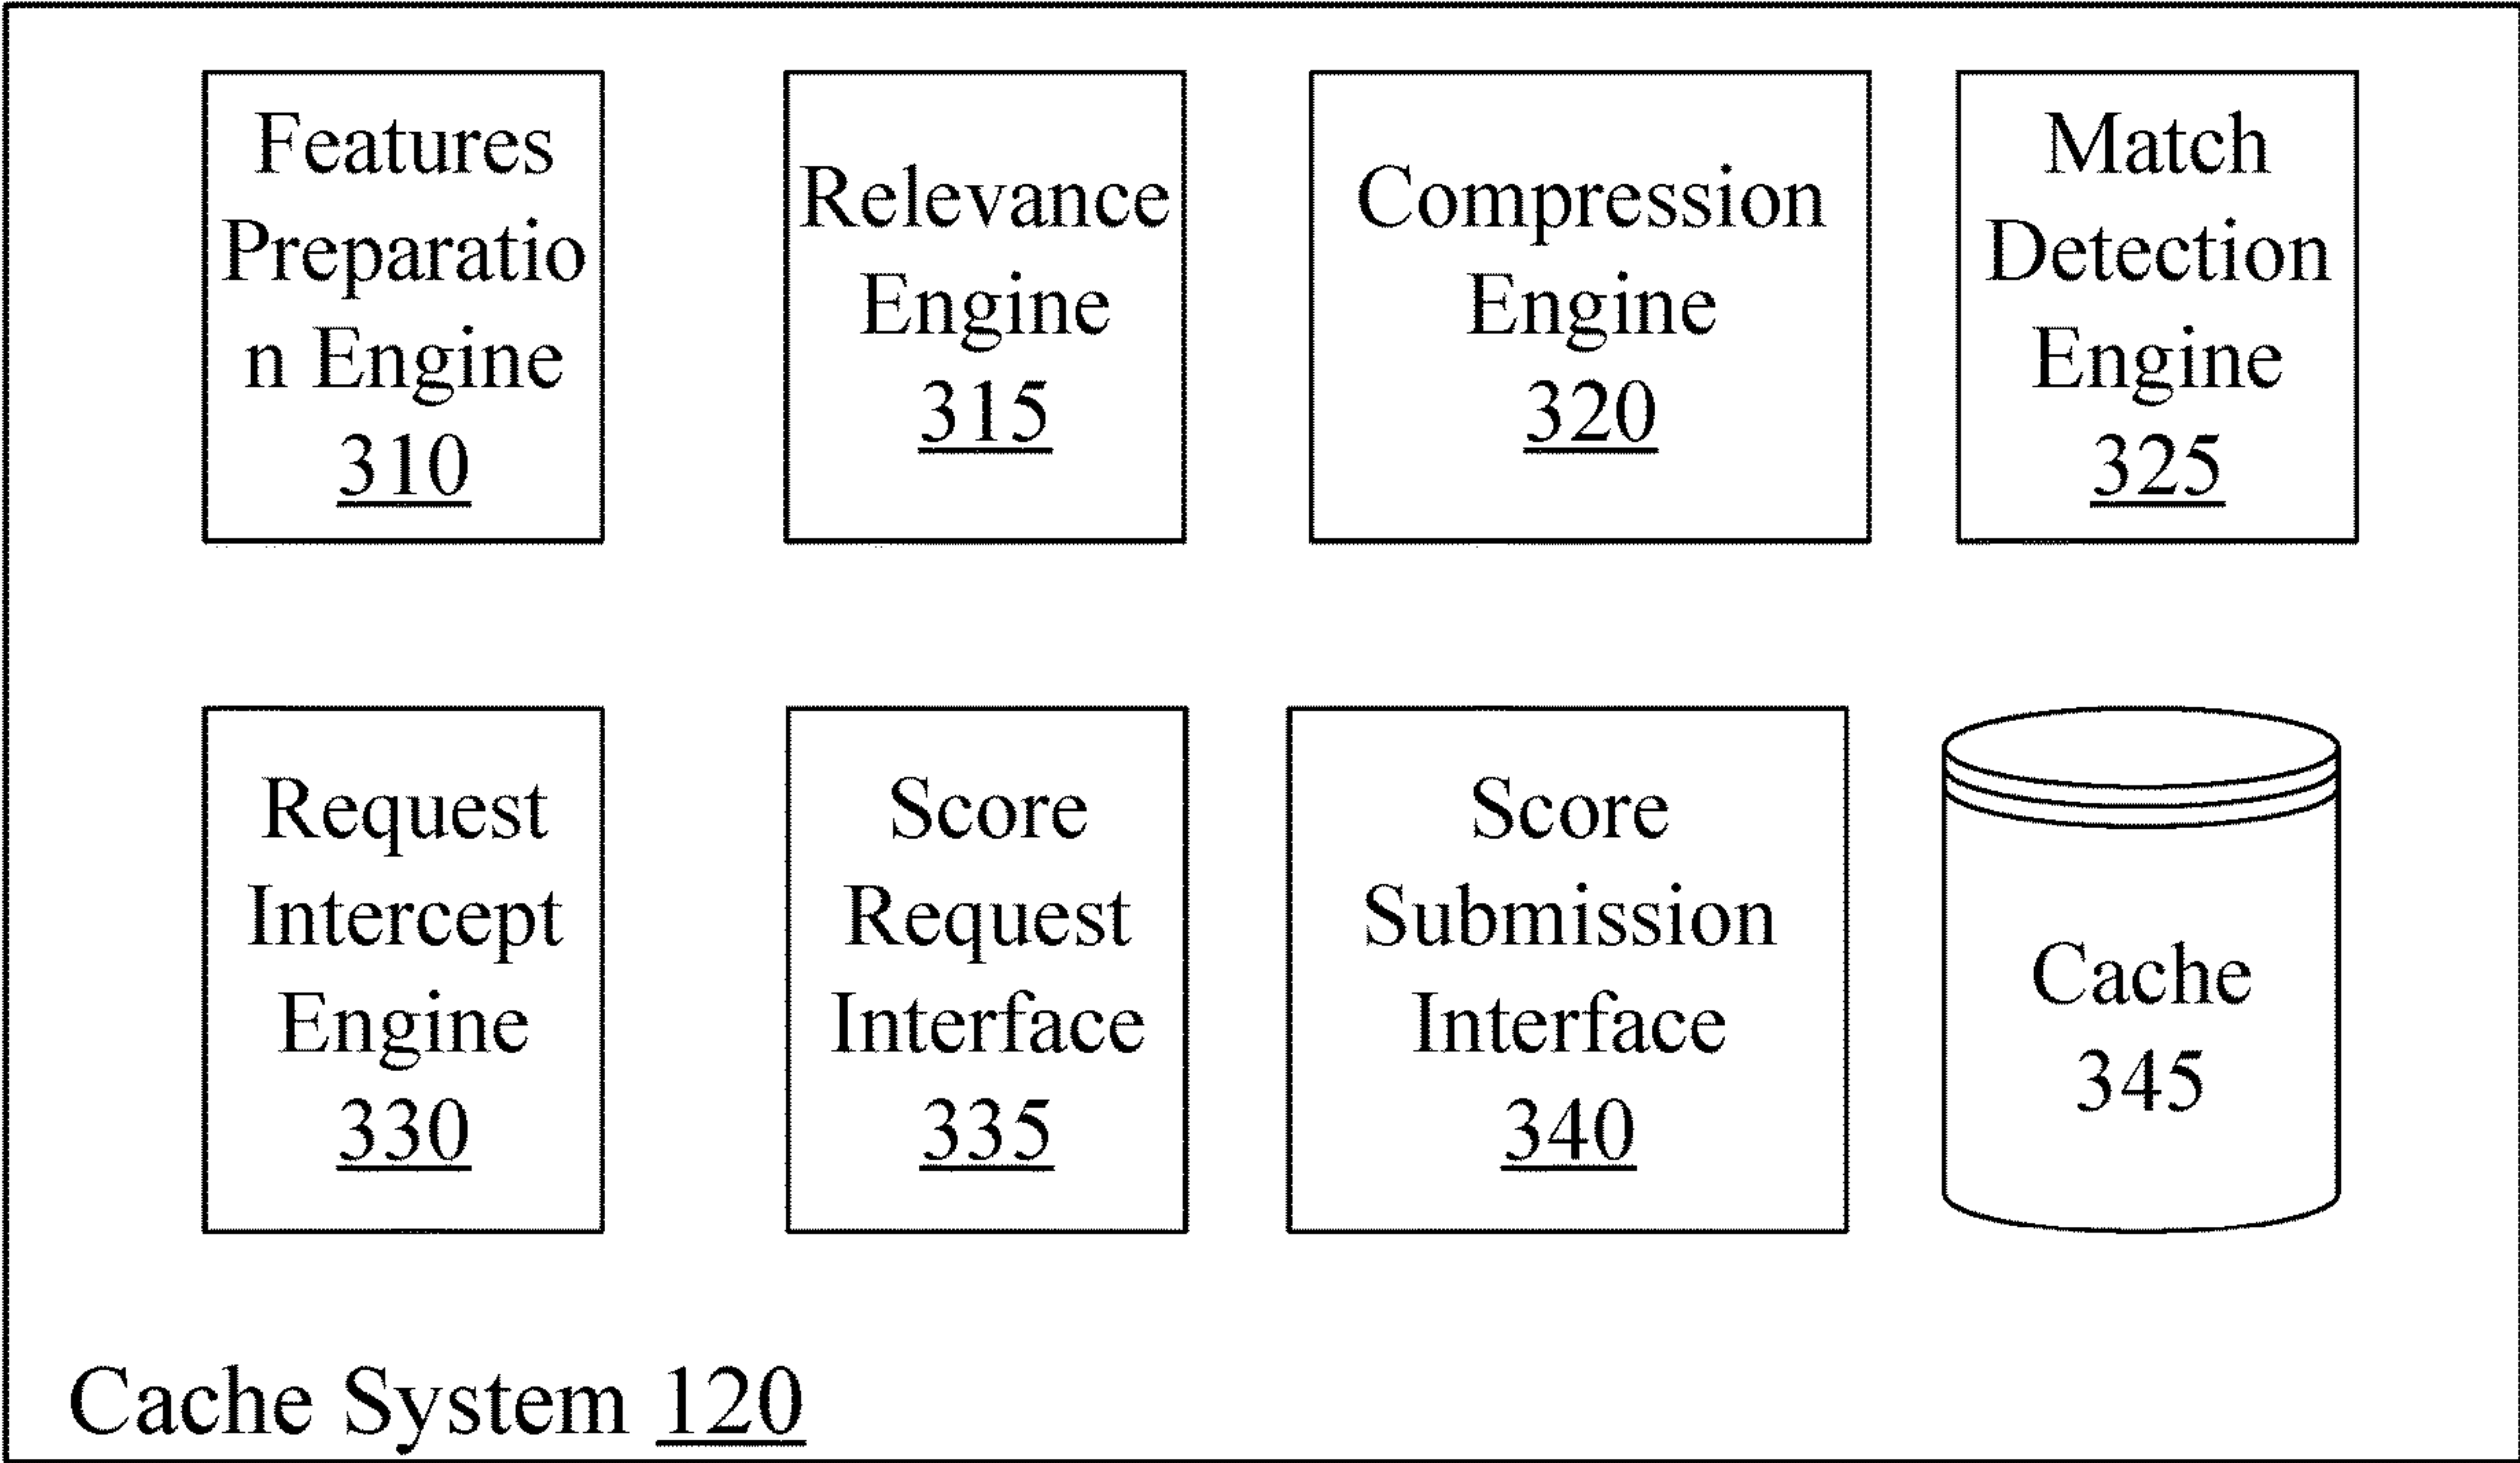 Features
Preparatio
n Engine
310
Relevance
Engine
315
Compression
Engine
320
Match
Detection
Engine
325
Request
Intercept
Engine
330
Score
Request
Interface
335
Score
Submission
Interface
340
Cache
345
Cache System 120